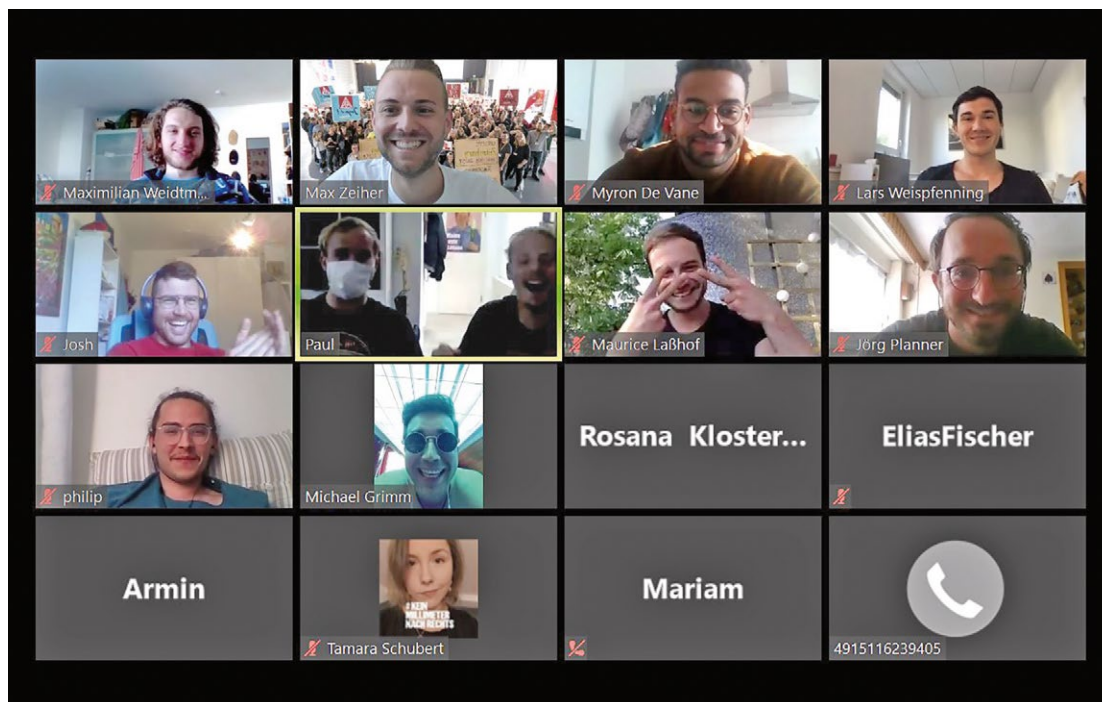 Maximilian Weidtm...
Max Zeiher
Myron De Vane
Lars Weispfenning
Josh
Paul
Maurice Laßhof
Jörg Planner
philip
Michael Grimm
Rosana Kloster...
EliasFischer
Armin
# KEIN
MILLIMETER
NACH RECHTS
Tamara Schubert
Mariam
4915116239405